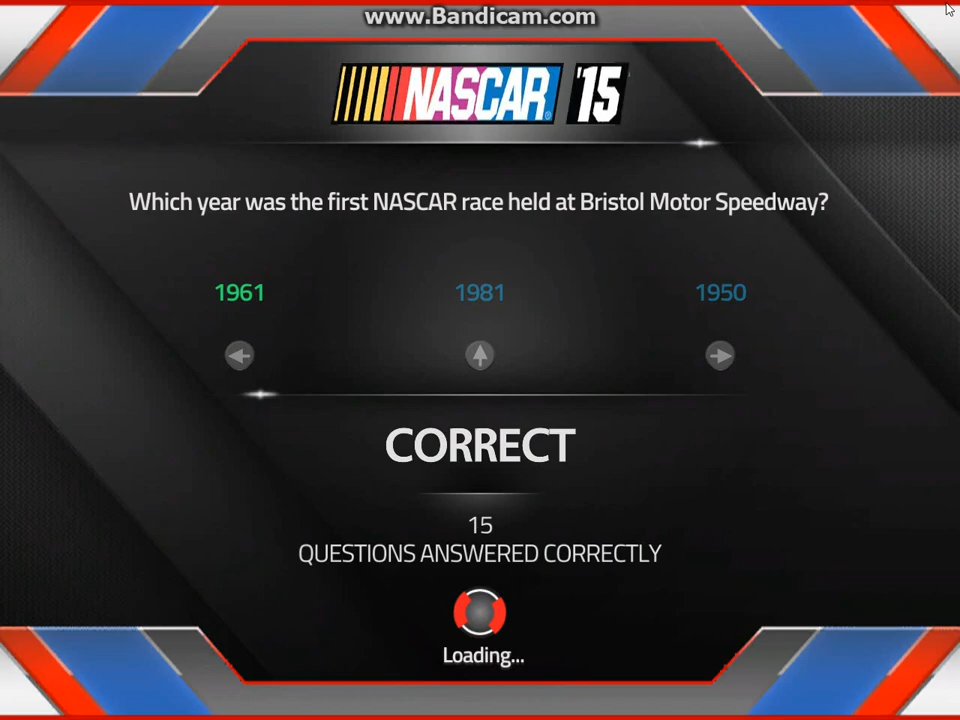 www.Bandicam.com
NASCAR '15
Which year was the first NASCAR race held at Bristol Motor Speedway?
1961 1981 1950
CORRECT
15
QUESTIONS ANSWERED CORRECTLY
Loading...